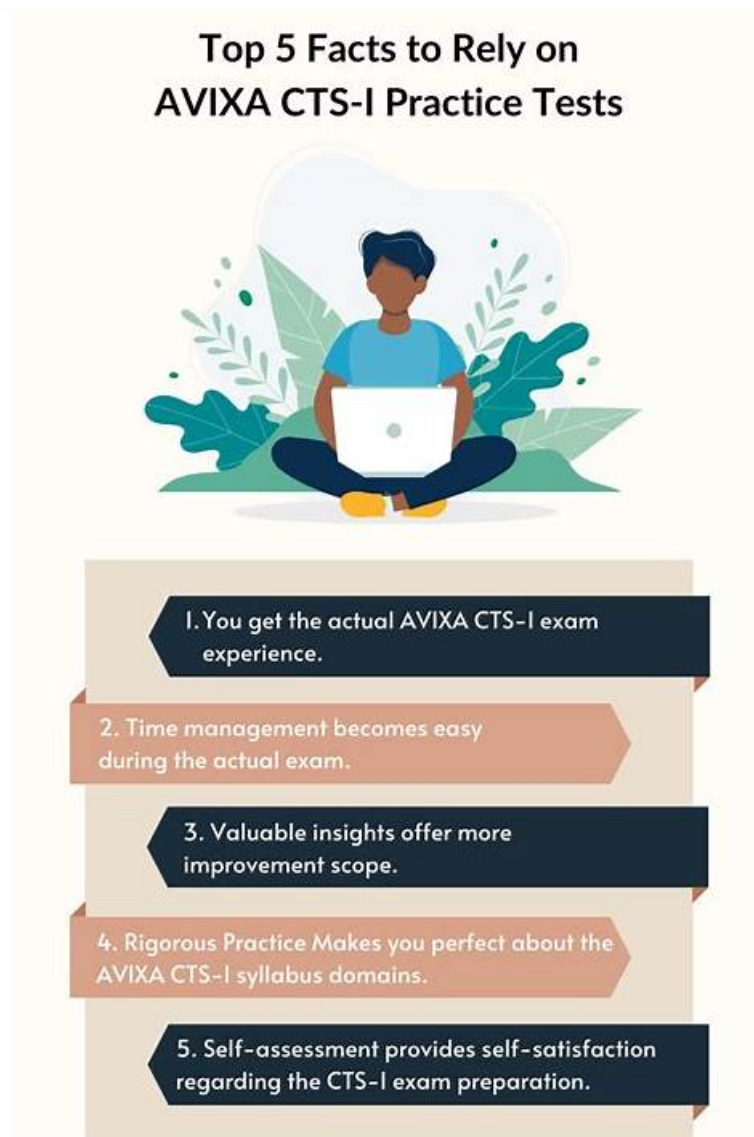 Top 5 Facts to Rely on
AVIXA CTS-I Practice Tests
1. You get the actual AVIXA CTS-I exam
experience.
2. Time management becomes easy
during the actual exam.
3. Valuable insights offer more
improvement scope.
4. Rigorous Practice Makes you perfect about the
AVIXA CTS-I syllabus domains.
5. Self-assessment provides self-satisfaction
regarding the CTS-I exam preparation.